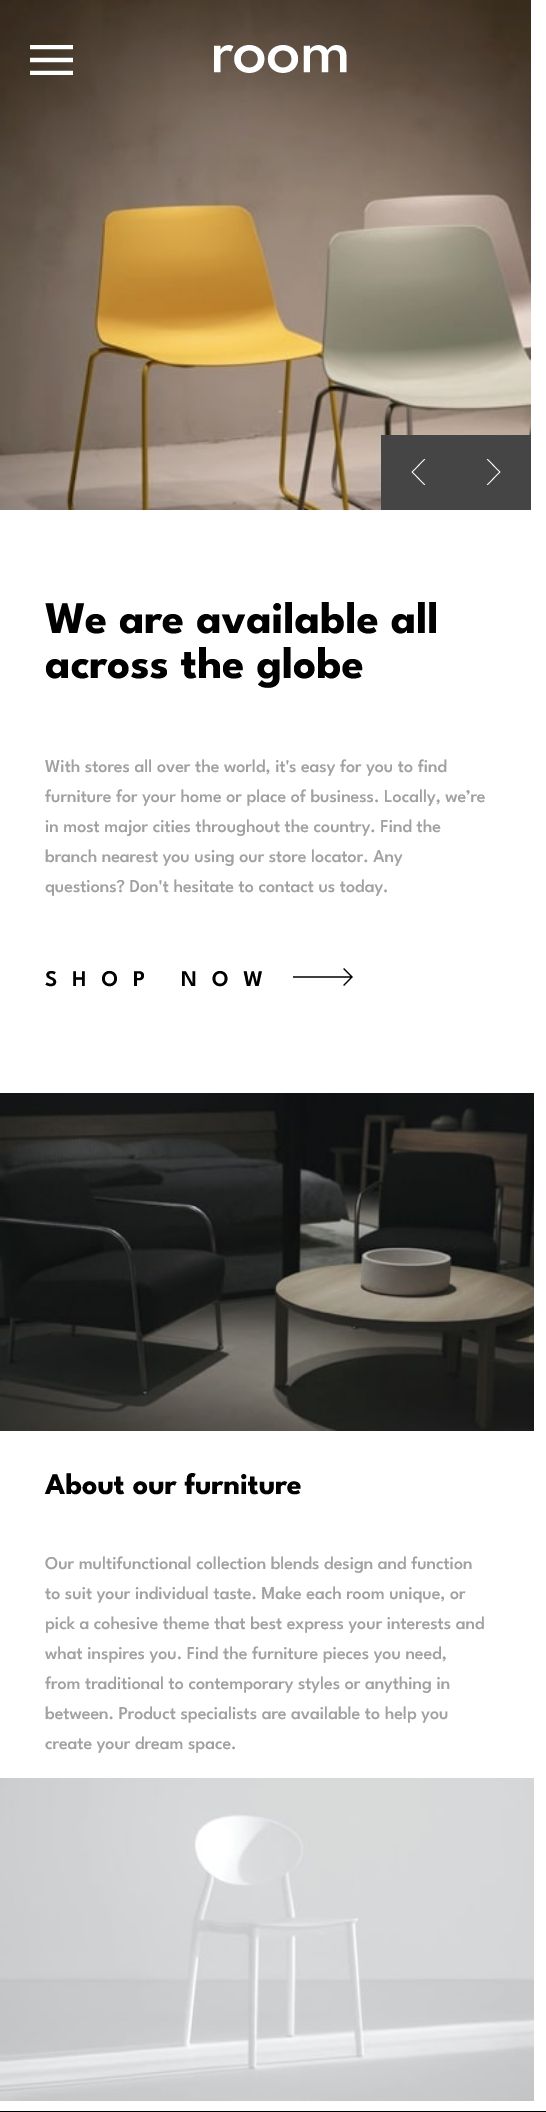 room
We are available all
across the globe
With stores all over the world, it's easy for you to find
furniture for your home or place of business. Locally, we’re
in most major cities throughout the country. Find the
branch nearest you using our store locator. Any
questions? Don't hesitate to contact us today.
SHOP NOW
About our furniture
Our multifunctional collection blends design and function
to suit your individual taste. Make each room unique, or
pick a cohesive theme that best express your interests and
what inspires you. Find the furniture pieces you need,
from traditional to contemporary styles or anything in
between. Product specialists are available to help you
create your dream space.